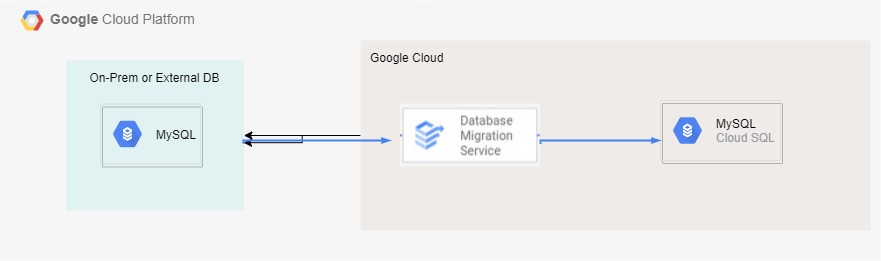 Google Cloud Platform
Google Cloud
On-Prem or External DB
MySQL
Database
Migration
Service
MySQL
Cloud SQL